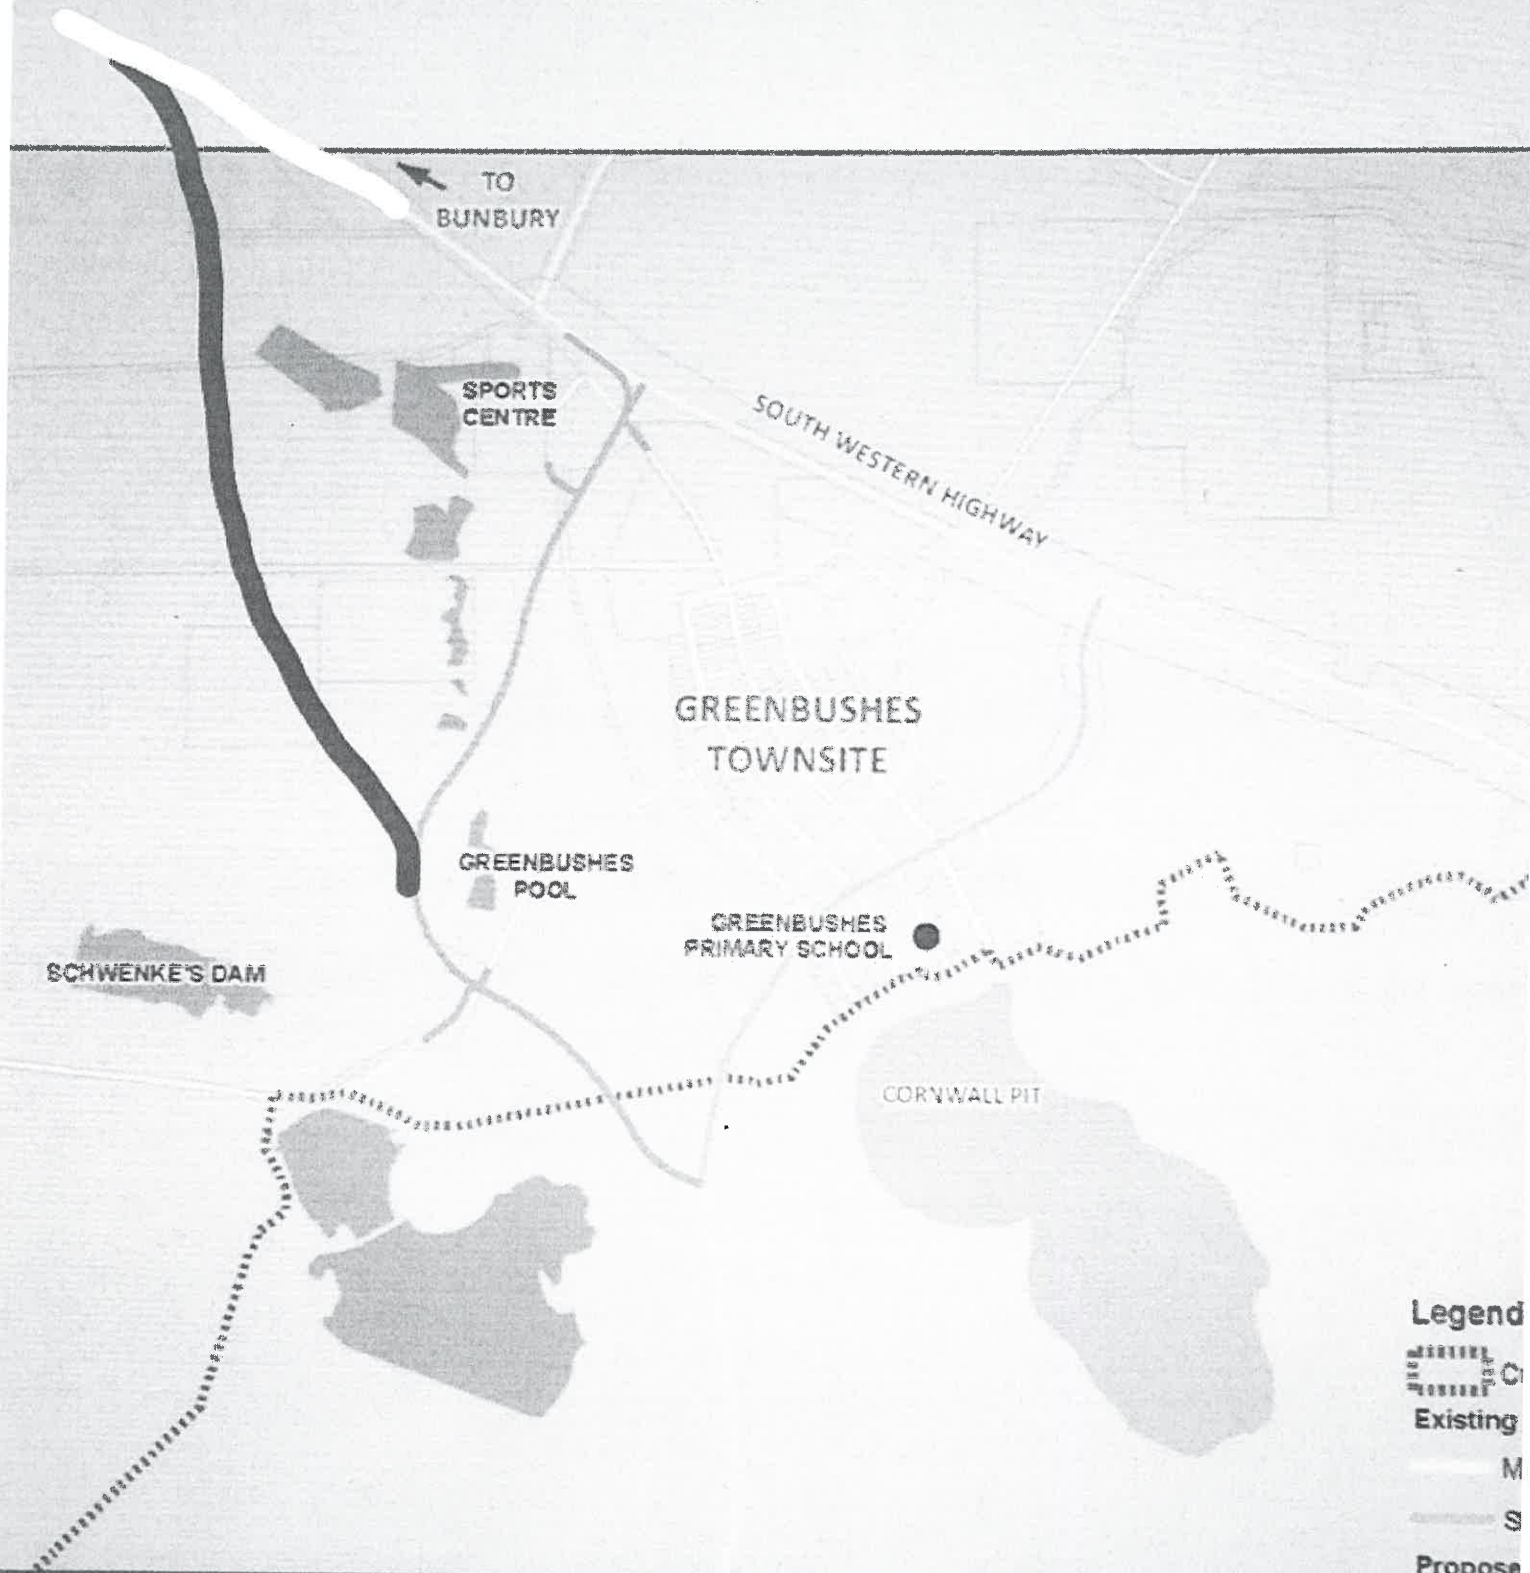 TO
BUNBURY
SPORTS
CENTRE
SOUTH WESTERN HIGHWAY
GREENBUSHES
TOWNSITE
GREENBUSHES
POOL
GREENBUSHES
PRIMARY SCHOOL
SCHWENKE'S DAM
CORNWALL PIT
Legend
Existing
M
S
Propose